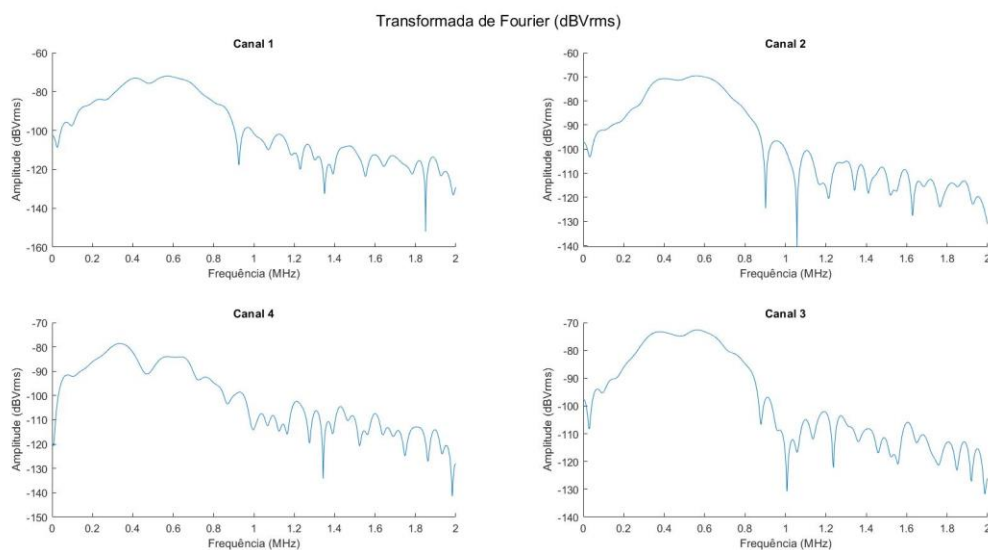 Transformada de Fourier (dBVrms)
Canal 1
Amplitude (dBVrms)
-60
-80
-100
-120
-140
-160
0 0.2 0.4 0.6 0.8 1 1.2 1.4 1.6 1.8 2
Frequência (MHz)
Canal 2
Amplitude (dBVrms)
-60
-70
-80
-90
-100
-110
-120
-130
-140
0 0.2 0.4 0.6 0.8 1 1.2 1.4 1.6 1.8 2
Frequência (MHz)
Canal 4
Amplitude (dBVrms)
-70
-80
-90
-100
-110
-120
-130
-140
-150
0 0.2 0.4 0.6 0.8 1 1.2 1.4 1.6 1.8 2
Frequência (MHz)
Canal 3
Amplitude (dBVrms)
-70
-80
-90
-100
-110
-120
-130
-140
0 0.2 0.4 0.6 0.8 1 1.2 1.4 1.6 1.8 2
Frequência (MHz)